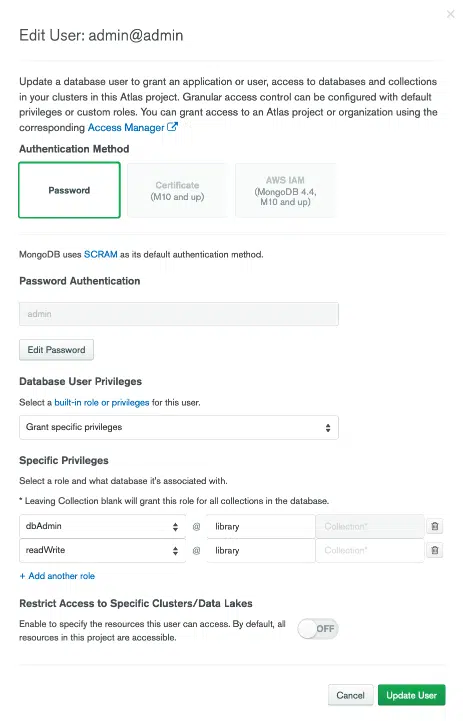 Edit User: admin@admin
Update a database user to grant an application or user, access to databases and collections
in your clusters in this Atlas project. Granular access control can be configured with default
privileges or custom roles. You can grant access to an Atlas project or organization using the
corresponding Access Manager
Authentication Method
Password
Certificate
(M10 and up)
AWS IAM
(MongoDB 4.4,
M10 and up)
MongoDB uses SCRAM as its default authentication method.
Password Authentication
admin
Edit Password
Database User Privileges
Select a built-in role or privileges for this user.
Grant specific privileges
Specific Privileges
Select a role and what database it's associated with.
* Leaving Collection blank will grant this role for all collections in the database.
dbAdmin @ library Collection*
readWrite @ library Collection*
+ Add another role
Restrict Access to Specific Clusters/Data Lakes
Enable to specify the resources this user can access. By default, all
resources in this project are accessible.
OFF
Cancel Update User